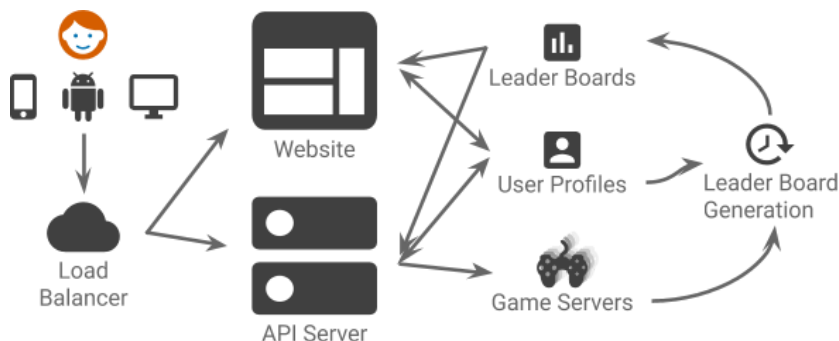 Leader Boards
Website
User Profiles
Leader Board
Generation
Load
Balancer
Game Servers
API Server